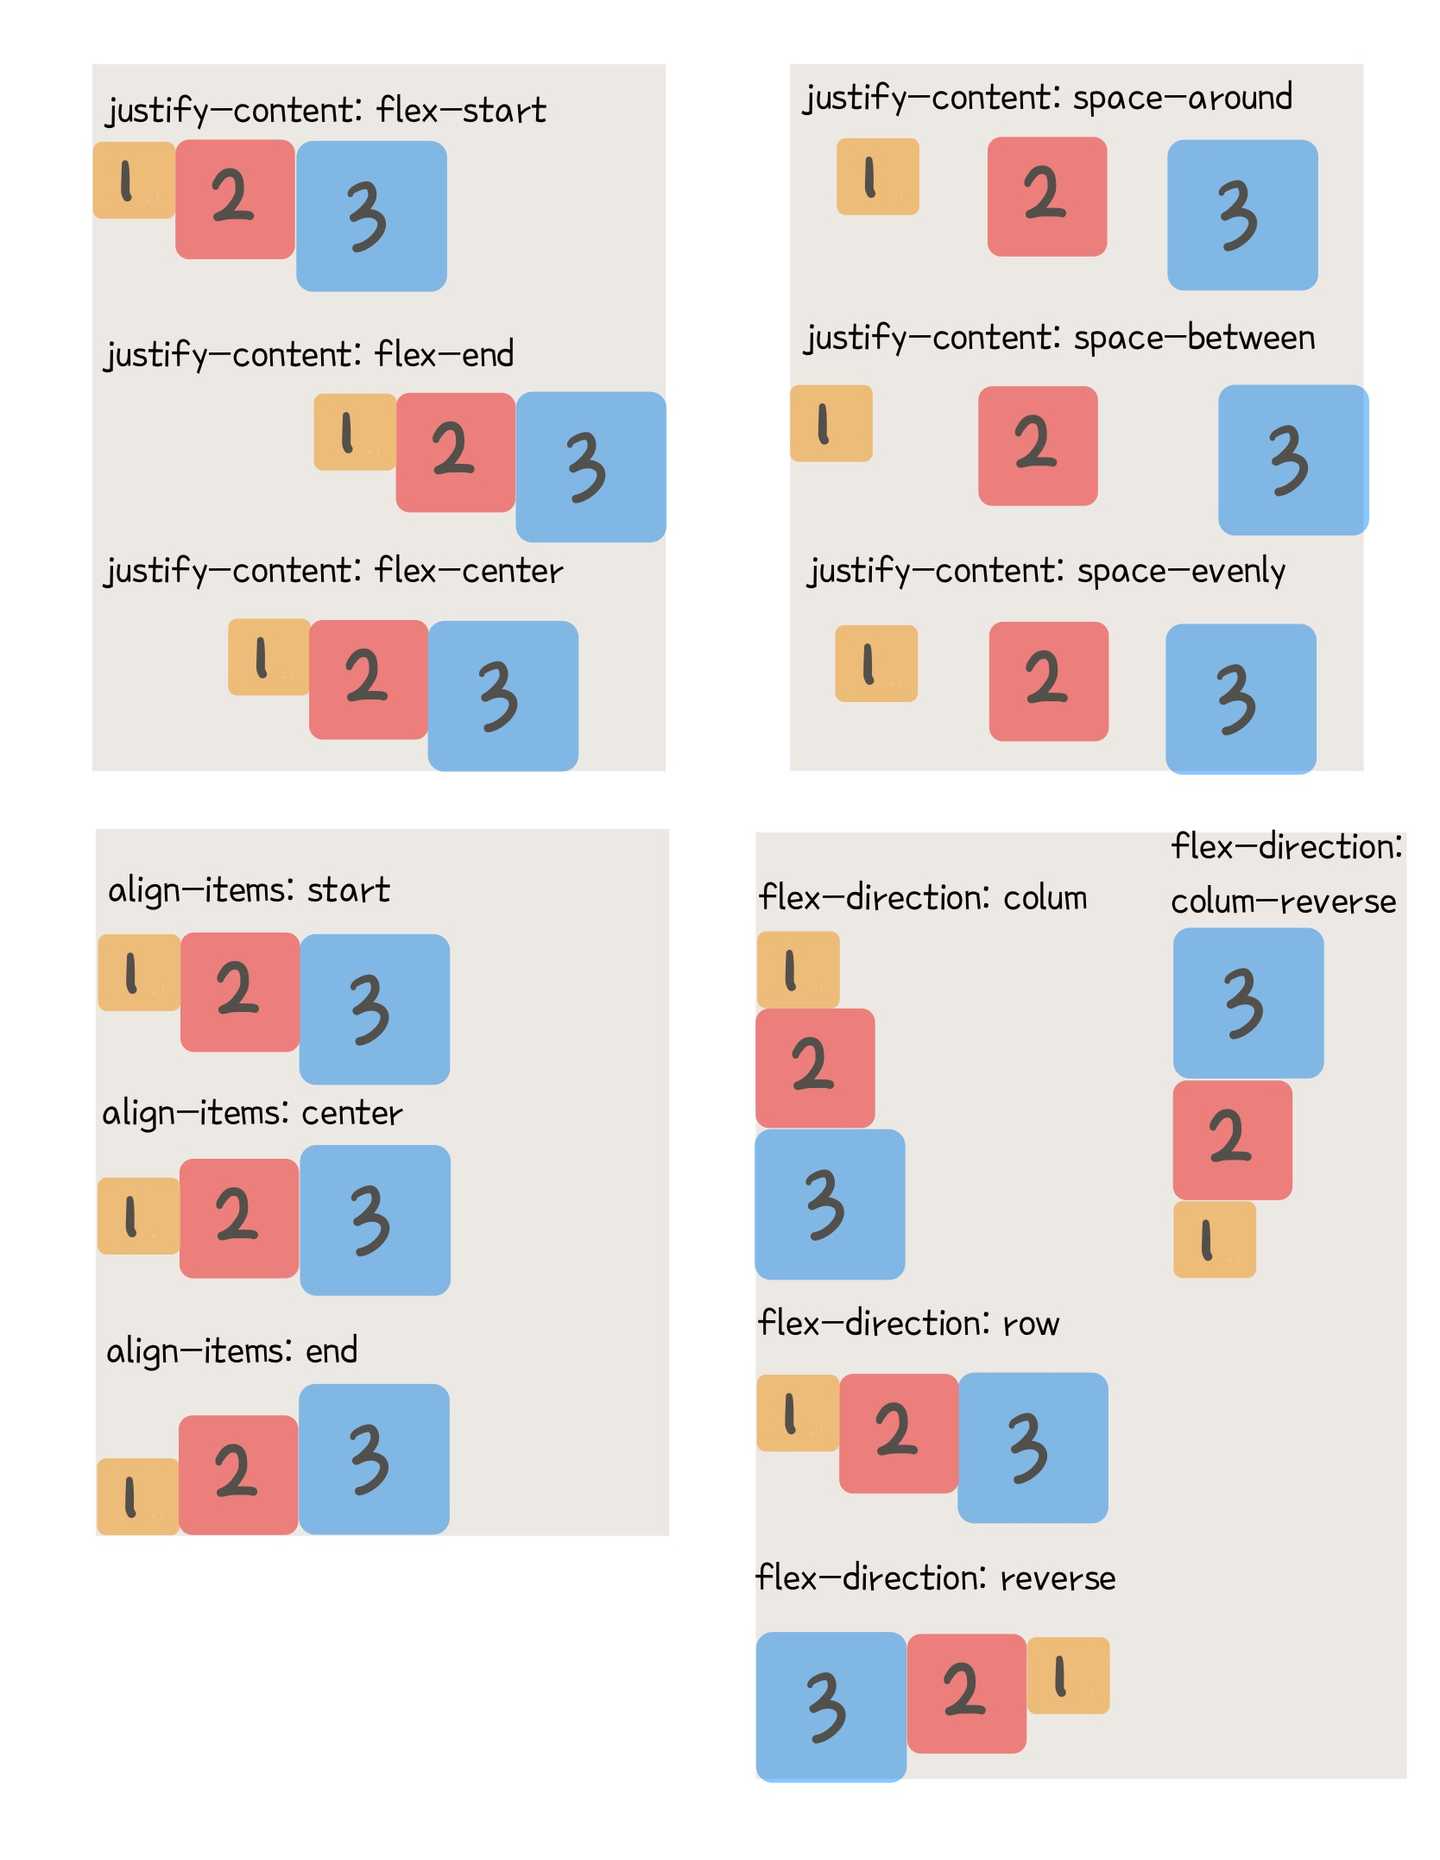 justify-content: flex-start
1 2 3
justify-content: flex-end
1 2 3
justify-content: flex-center
1 2 3
justify-content: space-around
1 2 3
justify-content: space-between
1 2 3
justify-content: space-evenly
1 2 3
align-items: start
1 2 3
align-items: center
1 2 3
align-items: end
1 2 3
flex-direction: colum
1
2
3
flex-direction:
colum-reverse
3
2
1
flex-direction: row
1 2 3
flex-direction: reverse
3 2 1